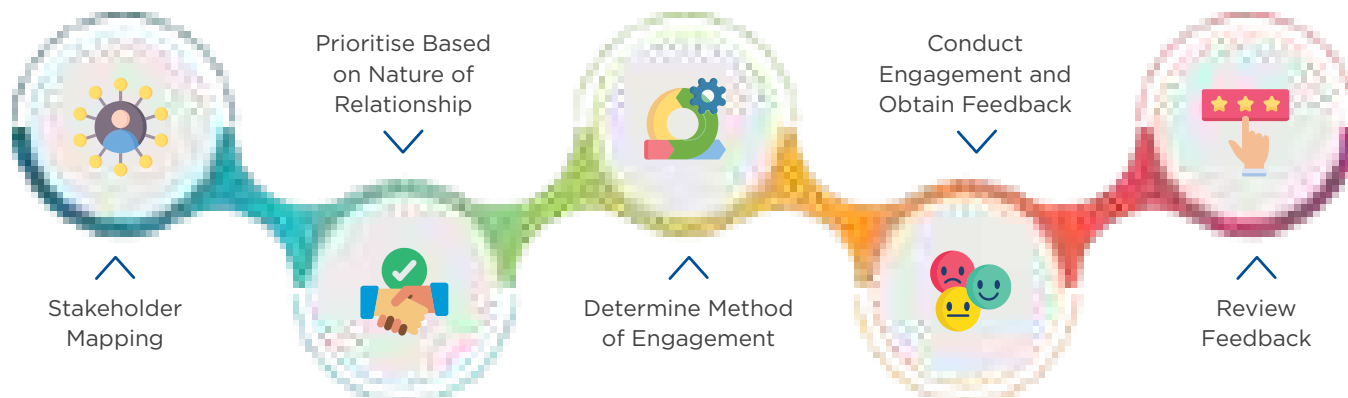 Stakeholder
Mapping
Prioritise Based
on Nature of
Relationship
Determine Method
of Engagement
Conduct
Engagement and
Obtain Feedback
Review
Feedback